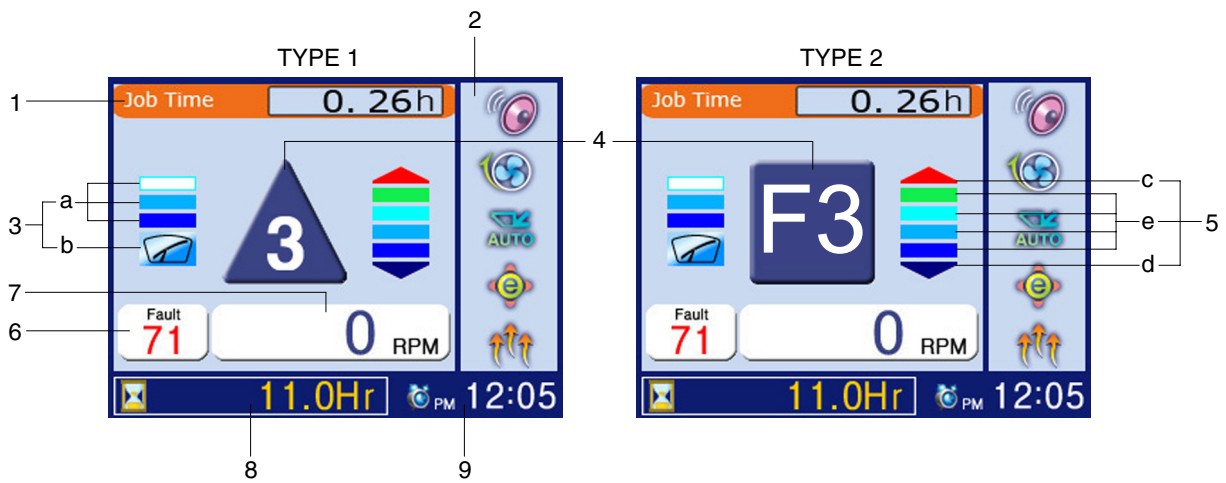 2
TYPE 1
TYPE 2
1
Job Time
0. 26h
Job Time
0. 26h
4
3
a
b
3
F3
AUTO
AUTO
c
e
d
5
7
6
Fault
71
0 RPM
Fault
71
0 RPM
e
e
11.0Hr
PM 12:05
11.0Hr
PM 12:05
8
9